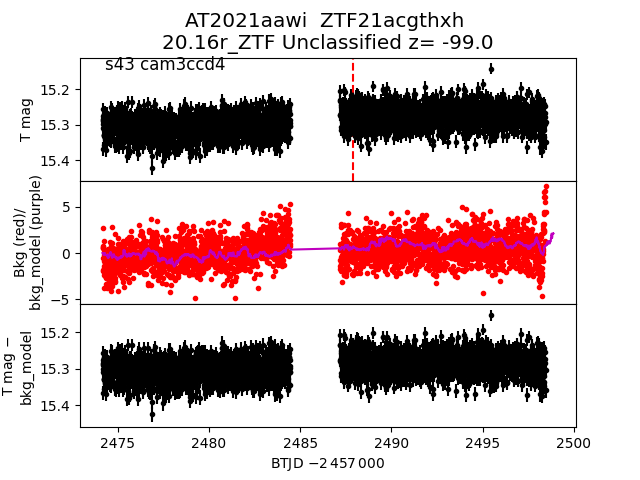 AT2021aawi  ZTF21acgthxh
20.16r_ZTF Unclassified z= -99.0
s43 cam3ccd4
T mag
15.2
15.3
15.4
Bkg (red)/
bkg_model (purple)
5
0
−5
T mag −
bkg_model
15.2
15.3
15.4
2475
2480
2485
2490
2495
2500
BTJD −2 457 000